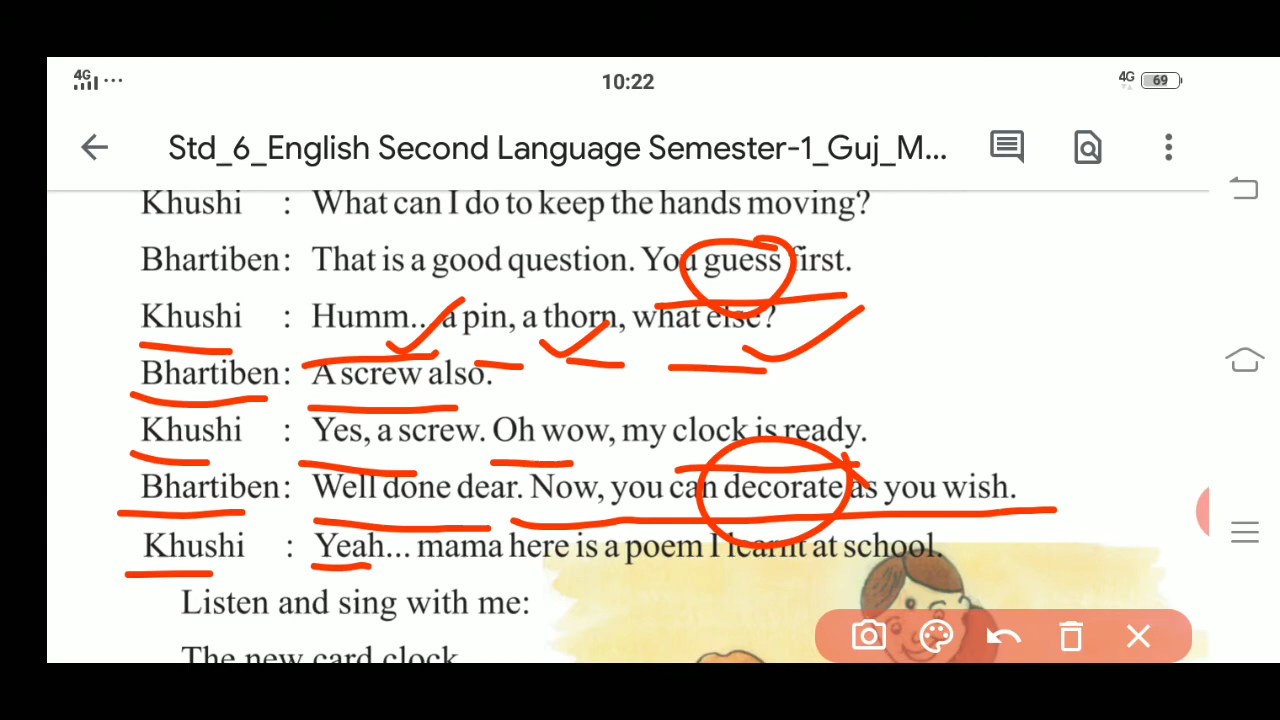 4G
10:22
4G 69
Std_6_English Second Language Semester-1_Guj_M...
Khushi : What can I do to keep the hands moving?
Bhartiben: That is a good question. You guess first.
Khushi : Humm... a pin, a thorn, what else?
Bhartiben: A screw also.
Khushi : Yes, a screw. Oh wow, my clock is ready.
Bhartiben: Well done dear. Now, you can decorate as you wish.
Khushi : Yeah... mama here is a poem I learnt at school.
Listen and sing with me:
The new card clock